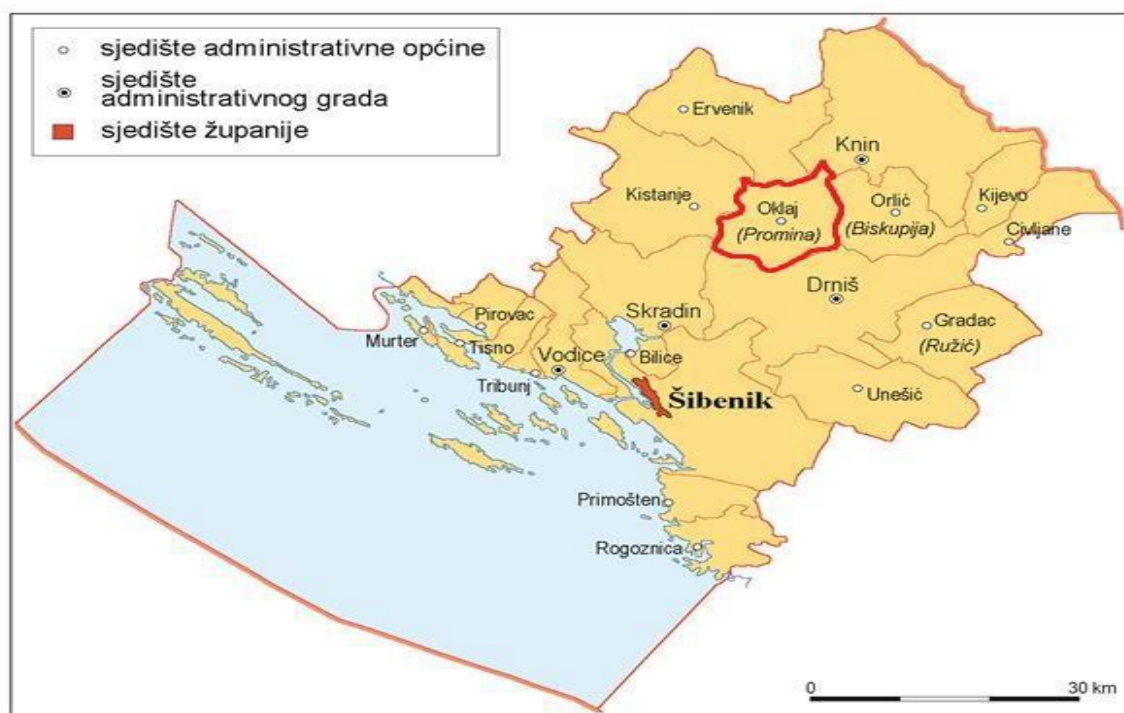 sjedište administrativne općine
sjedište
administrativnog grada
sjedište županije
Ervenik
Knin
Kistanje
Oklaj
(Promina)
Orlić
(Biskupija)
Kijevo
Civljane
Drniš
Skradin
Pirovac
Murter
Tisno
Vodice
Bilice
Tribunj
Šibenik
Gradac
(Ružić)
Unešić
Primošten
Rogoznica
0 30 km